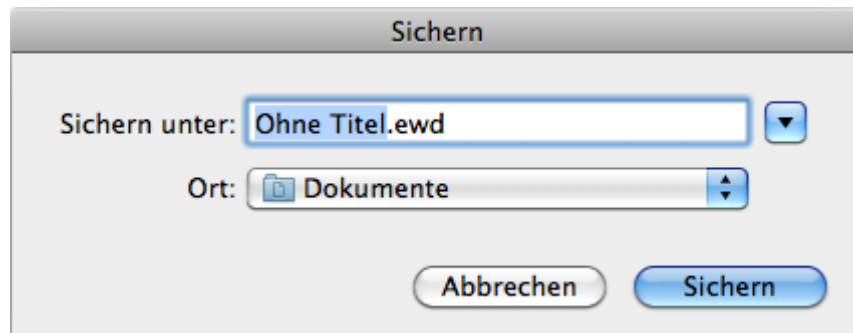 Sichern
Sichern unter: Ohne Titel.ewd
Ort: Dokumente
Abbrechen Sichern